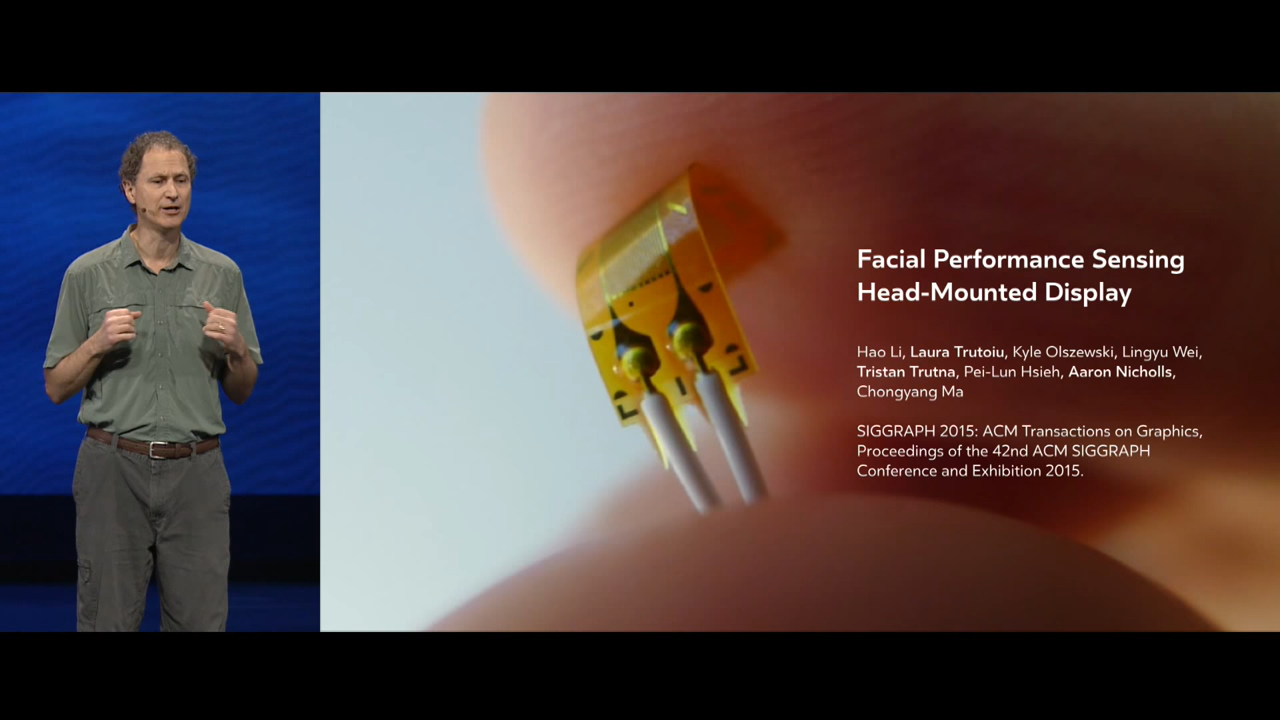 Facial Performance Sensing
Head-Mounted Display
Hao Li, Laura Trutoiu, Kyle Olszewski, Lingyu Wei,
Tristan Trutna, Pei-Lun Hsieh, Aaron Nicholls,
Chongyang Ma
SIGGRAPH 2015: ACM Transactions on Graphics,
Proceedings of the 42nd ACM SIGGRAPH
Conference and Exhibition 2015.